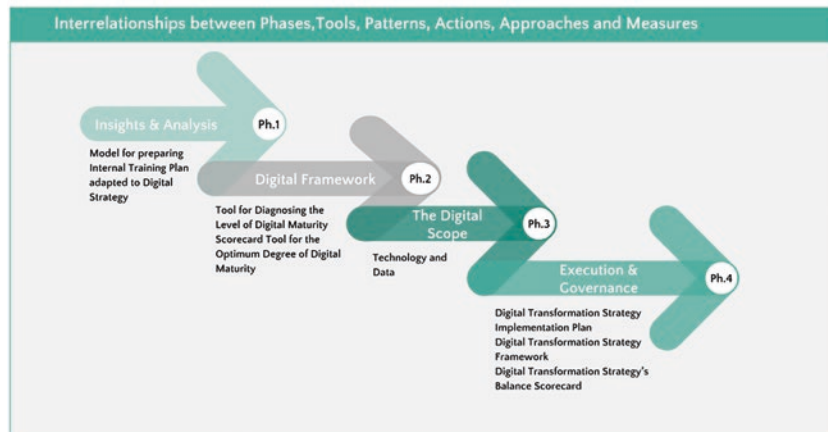 Interrelationships between Phases,Tools, Patterns, Actions, Approaches and Measures
Insights & Analysis
Ph.1
Model for preparing
Internal Training Plan
adapted to Digital
Strategy
Digital Framework
Ph.2
Tool for Diagnosing the
Level of Digital Maturity
Scorecard Tool for the
Optimum Degree of Digital
Maturity
The Digital
Scope
Ph.3
Technology and
Data
Execution &
Governance
Ph.4
Digital Transformation Strategy
Implementation Plan
Digital Transformation Strategy
Framework
Digital Transformation Strategy's
Balance Scorecard